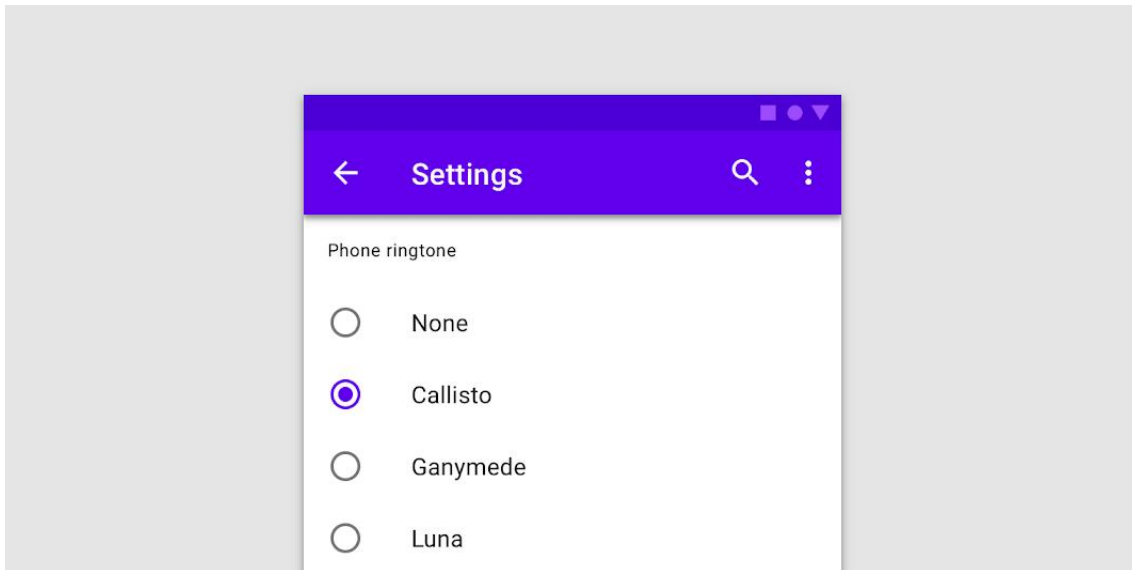 Settings
Phone ringtone
None
Callisto
Ganymede
Luna